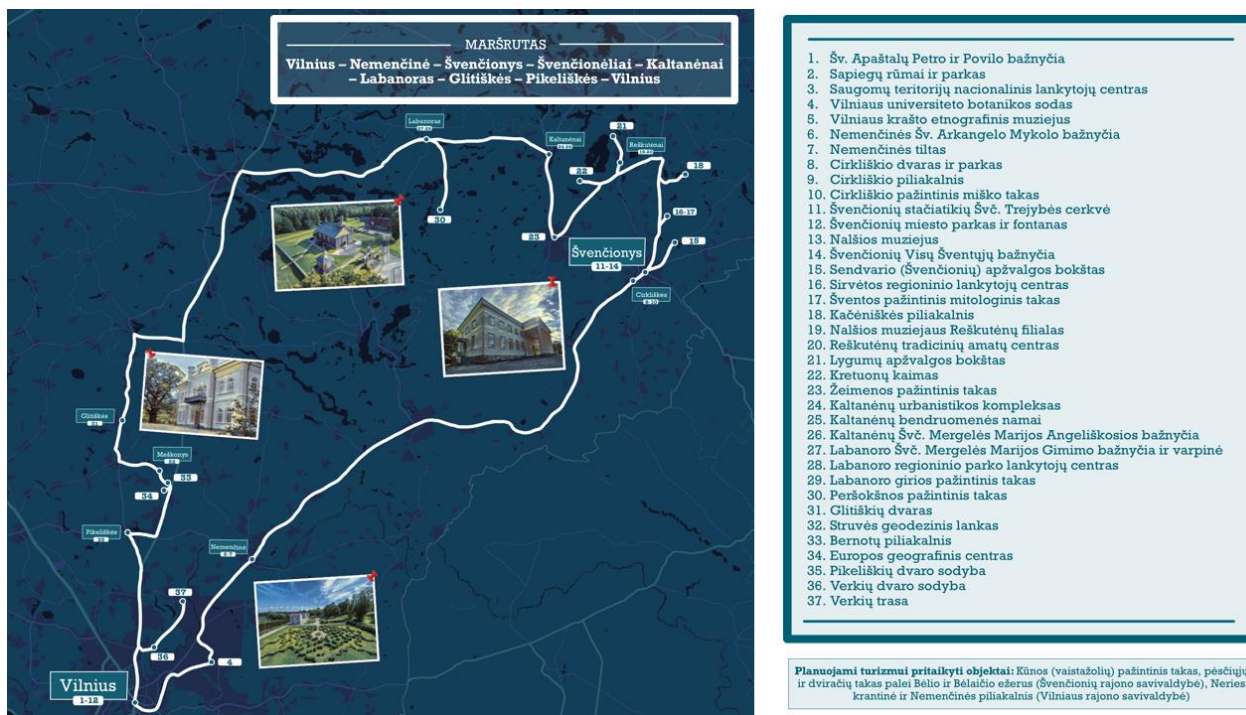 MARŠRUTAS
Vilnius – Nemenčinė – Švenčionys – Švenčionėliai – Kaltanėnai
– Labanoras – Glitiškės – Pikeliškės – Vilnius
Labanoras
27-29
Kaltanėnai
24-26
21
Reškutėnai
19-20
22
18
30
16-17
23
15
Švenčionys
11-14
Cirkliškės
8-10
Glitiškės
31
Meškonys
32
33
34
Pikeliškės
35
Nemenčinė
5-7
37
36
4
Vilnius
1-12
1. Šv. Apaštalų Petro ir Povilo bažnyčia
2. Sapiegų rūmai ir parkas
3. Saugomų teritorijų nacionalinis lankytojų centras
4. Vilniaus universiteto botanikos sodas
5. Vilniaus krašto etnografinis muziejus
6. Nemenčinės Šv. Arkangelo Mykolo bažnyčia
7. Nemenčinės tiltas
8. Cirkliškio dvaras ir parkas
9. Cirkliškio piliakalnis
10. Cirkliškio pažintinis miško takas
11. Švenčionių stačiatikių Švč. Trejybės cerkvė
12. Švenčionių miesto parkas ir fontanas
13. Nalšios muziejus
14. Švenčionių Visų Šventųjų bažnyčia
15. Sendvario (Švenčionių) apžvalgos bokštas
16. Sirvėtos regioninio lankytojų centras
17. Šventos pažintinis mitologinis takas
18. Kačėniškės piliakalnis
19. Nalšios muziejaus Reškutėnų filialas
20. Reškutėnų tradicinių amatų centras
21. Lygumų apžvalgos bokštas
22. Kretuonų kaimas
23. Žeimenos pažintinis takas
24. Kaltanėnų urbanistikos kompleksas
25. Kaltanėnų bendruomenės namai
26. Kaltanėnų Švč. Mergelės Marijos Angeliškosios bažnyčia
27. Labanoro Švč. Mergelės Marijos Gimimo bažnyčia ir varpinė
28. Labanoro regioninio parko lankytojų centras
29. Labanoro girios pažintinis takas
30. Peršokšnos pažintinis takas
31. Glitiškių dvaras
32. Struvės geodezinis lankas
33. Bernotų piliakalnis
34. Europos geografinis centras
35. Pikeliškių dvaro sodyba
36. Verkių dvaro sodyba
37. Verkių trasa
Planuojami turizmui pritaikyti objektai: Kūnos (vaistažolių) pažintinis takas, pėsčiųjų
ir dviračių takas palei Bėlio ir Bėlaičio ežerus (Švenčionių rajono savivaldybė), Neries
krantinė ir Nemenčinės piliakalnis (Vilniaus rajono savivaldybė)